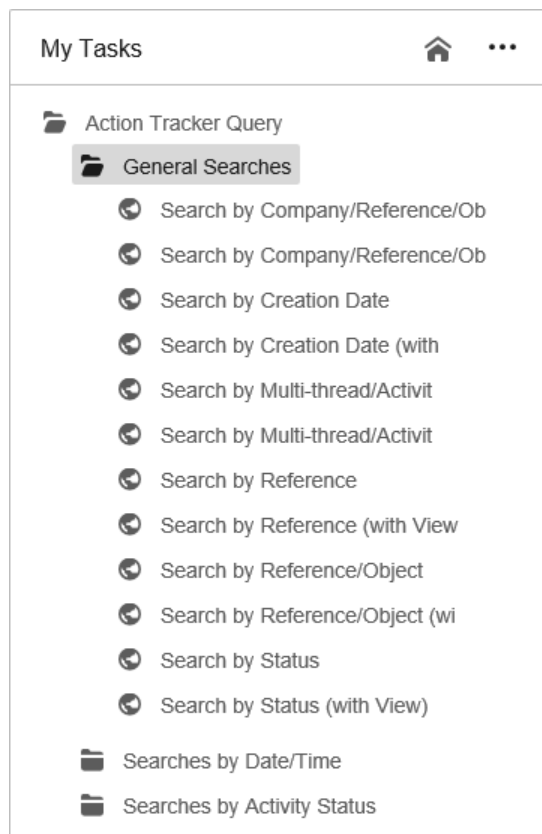 My Tasks
Action Tracker Query
General Searches
Search by Company/Reference/Ob
Search by Company/Reference/Ob
Search by Creation Date
Search by Creation Date (with
Search by Multi-thread/Activit
Search by Multi-thread/Activit
Search by Reference
Search by Reference (with View
Search by Reference/Object
Search by Reference/Object (wi
Search by Status
Search by Status (with View)
Searches by Date/Time
Searches by Activity Status